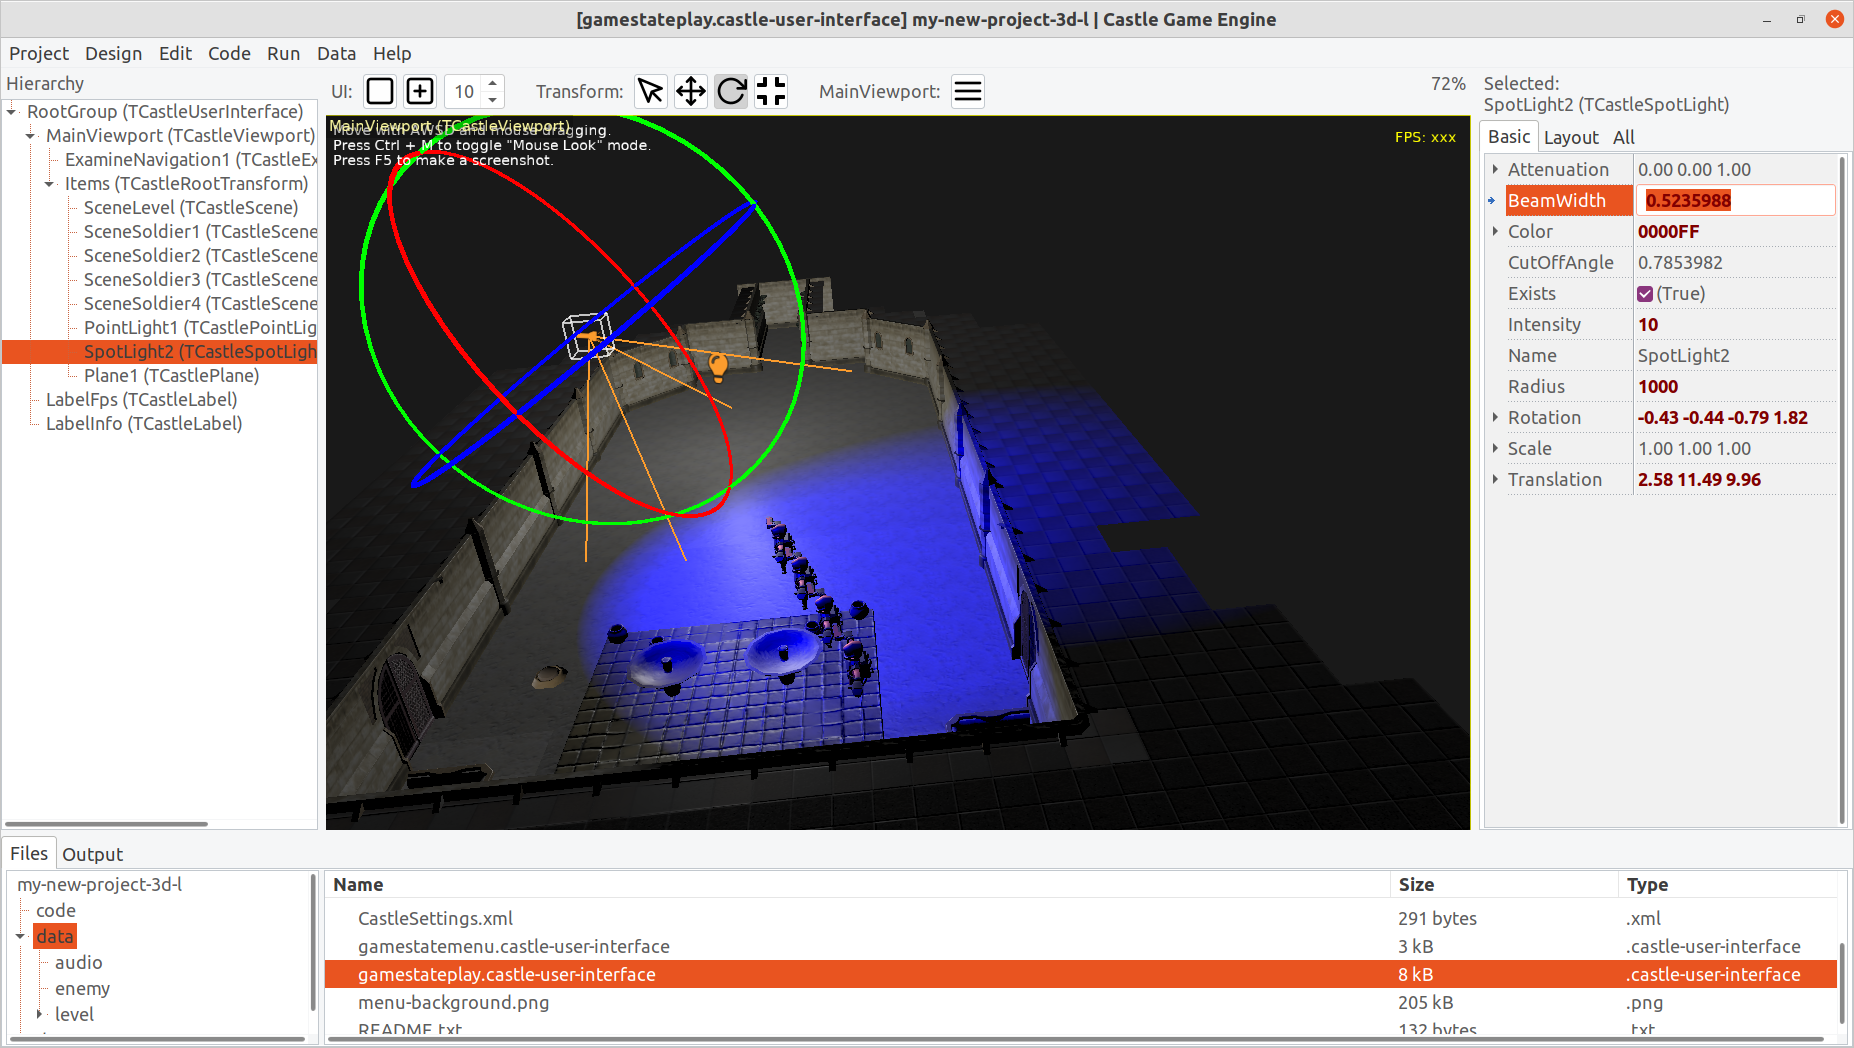 [gamestateplay.castle-user-interface] my-new-project-3d-l | Castle Game Engine
Project Design Edit Code Run Data Help
Hierarchy
RootGroup (TCastleUserInterface)
MainViewport (TCastleViewport)
ExamineNavigation1 (TCastleEx
Items (TCastleRootTransform)
SceneLevel (TCastleScene)
SceneSoldier1 (TCastleScene
SceneSoldier2 (TCastleScene
SceneSoldier3 (TCastleScene
SceneSoldier4 (TCastleScene
PointLight1 (TCastlePointLig
SpotLight2 (TCastleSpotLigh
Plane1 (TCastlePlane)
LabelFps (TCastleLabel)
LabelInfo (TCastleLabel)
UI: 10 Transform: MainViewport: 72%
MainViewport (TCastleViewport)
Move with AWSD and mouse dragging.
Press Ctrl + M to toggle "Mouse Look" mode.
Press F5 to make a screenshot.
FPS: xxx
Selected:
SpotLight2 (TCastleSpotLight)
Basic Layout All
Attenuation 0.00 0.00 1.00
BeamWidth 0.5235988
Color 0000FF
CutOffAngle 0.7853982
Exists (True)
Intensity 10
Name SpotLight2
Radius 1000
Rotation -0.43 -0.44 -0.79 1.82
Scale 1.00 1.00 1.00
Translation 2.58 11.49 9.96
Files Output
my-new-project-3d-l
code
data
audio
enemy
level
Name Size Type
CastleSettings.xml 291 bytes .xml
gamestatemenu.castle-user-interface 3 kB .castle-user-interface
gamestateplay.castle-user-interface 8 kB .castle-user-interface
menu-background.png 205 kB .png
README.txt 132 bytes .txt